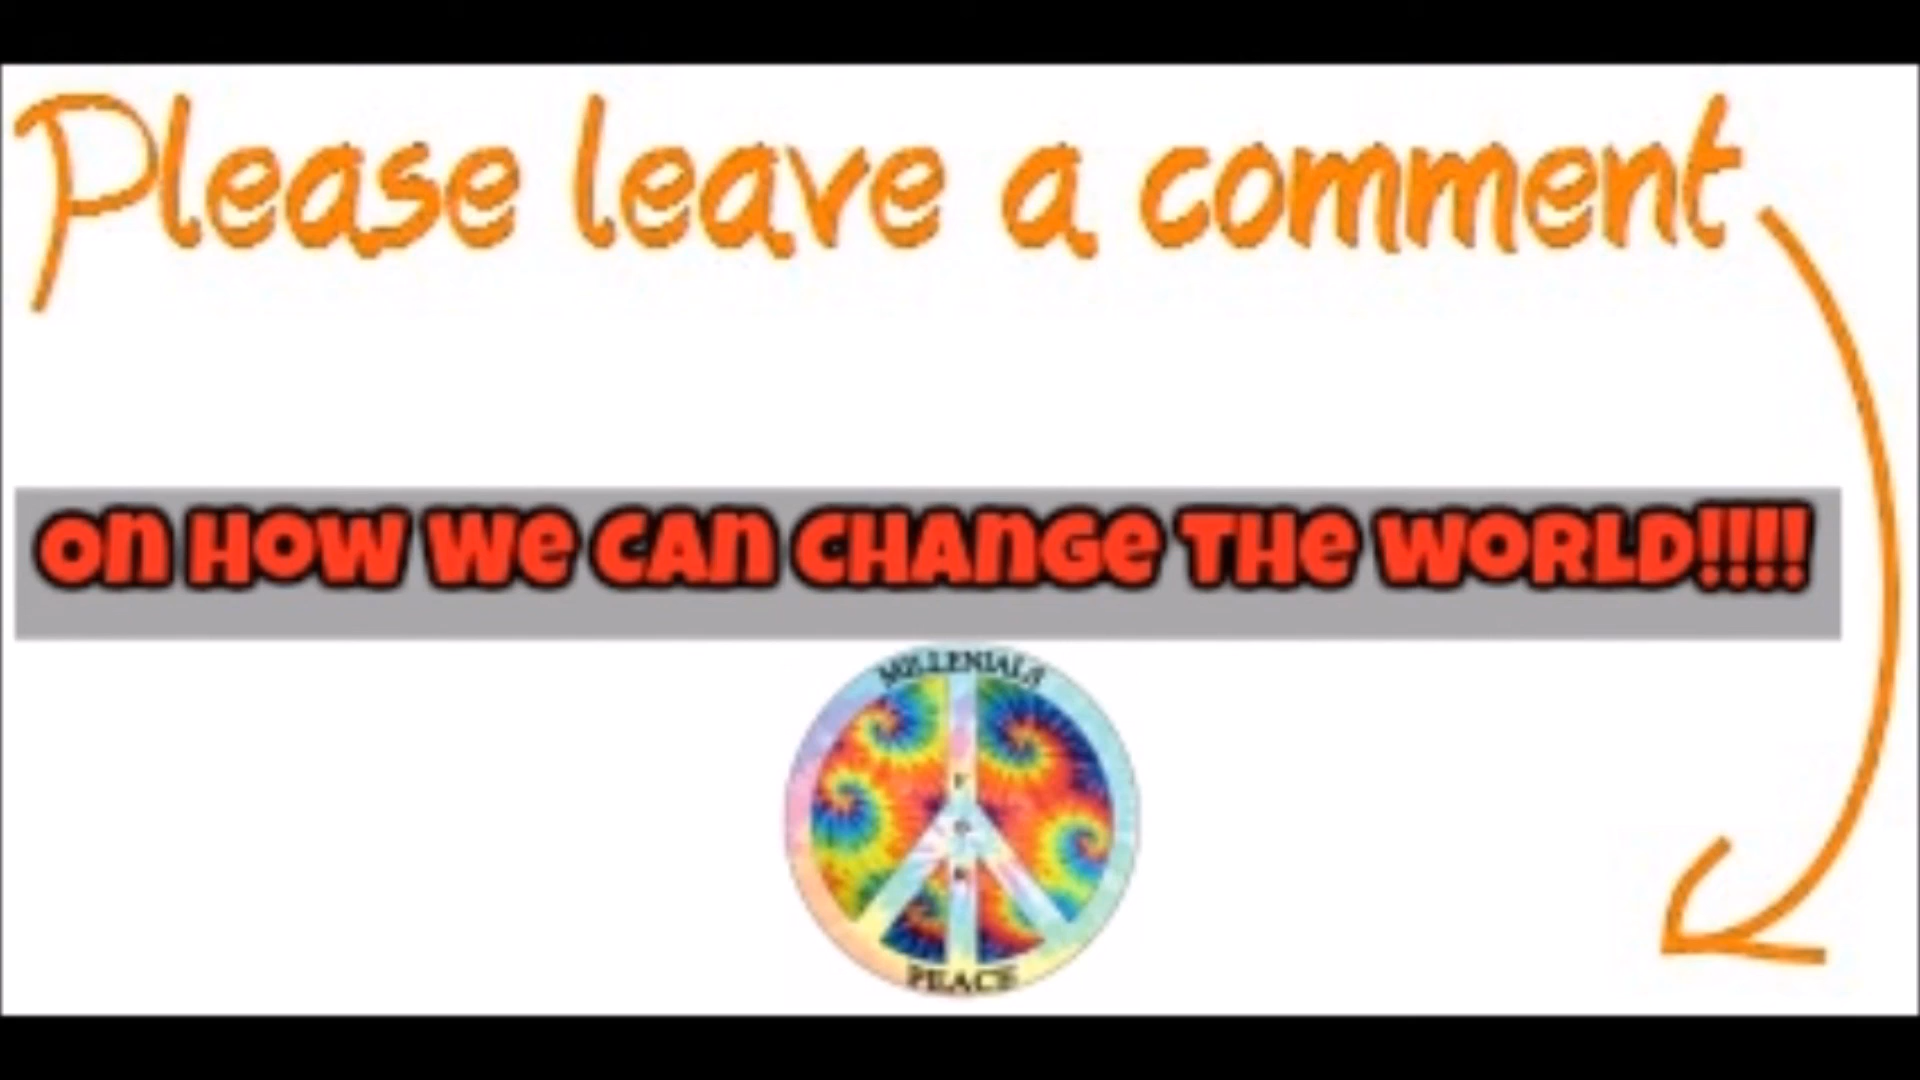 Please leave a comment
on how we can change the world!!!!
MILLENIALS
F
O
R
PEACE